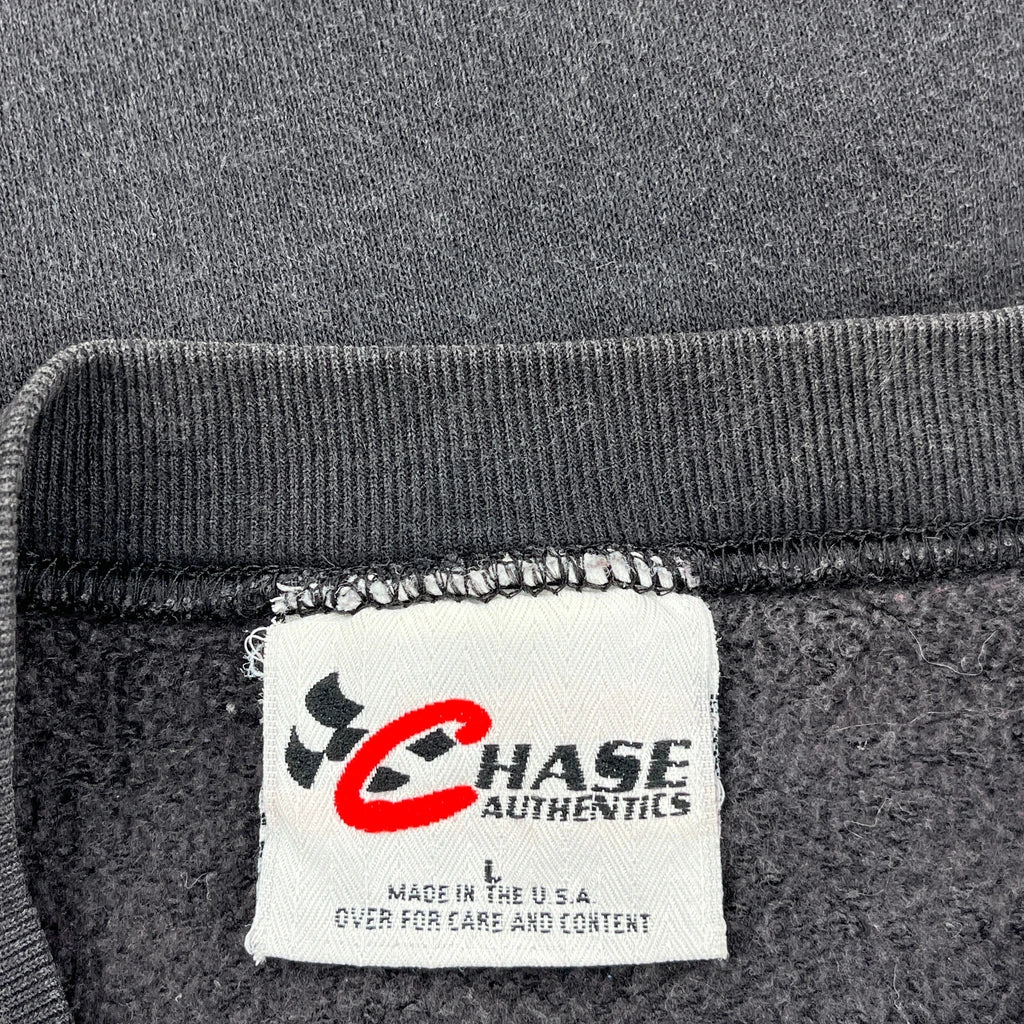 CHASE
AUTHENTICS
L
MADE IN THE U.S.A
OVER FOR CARE AND CONTENT